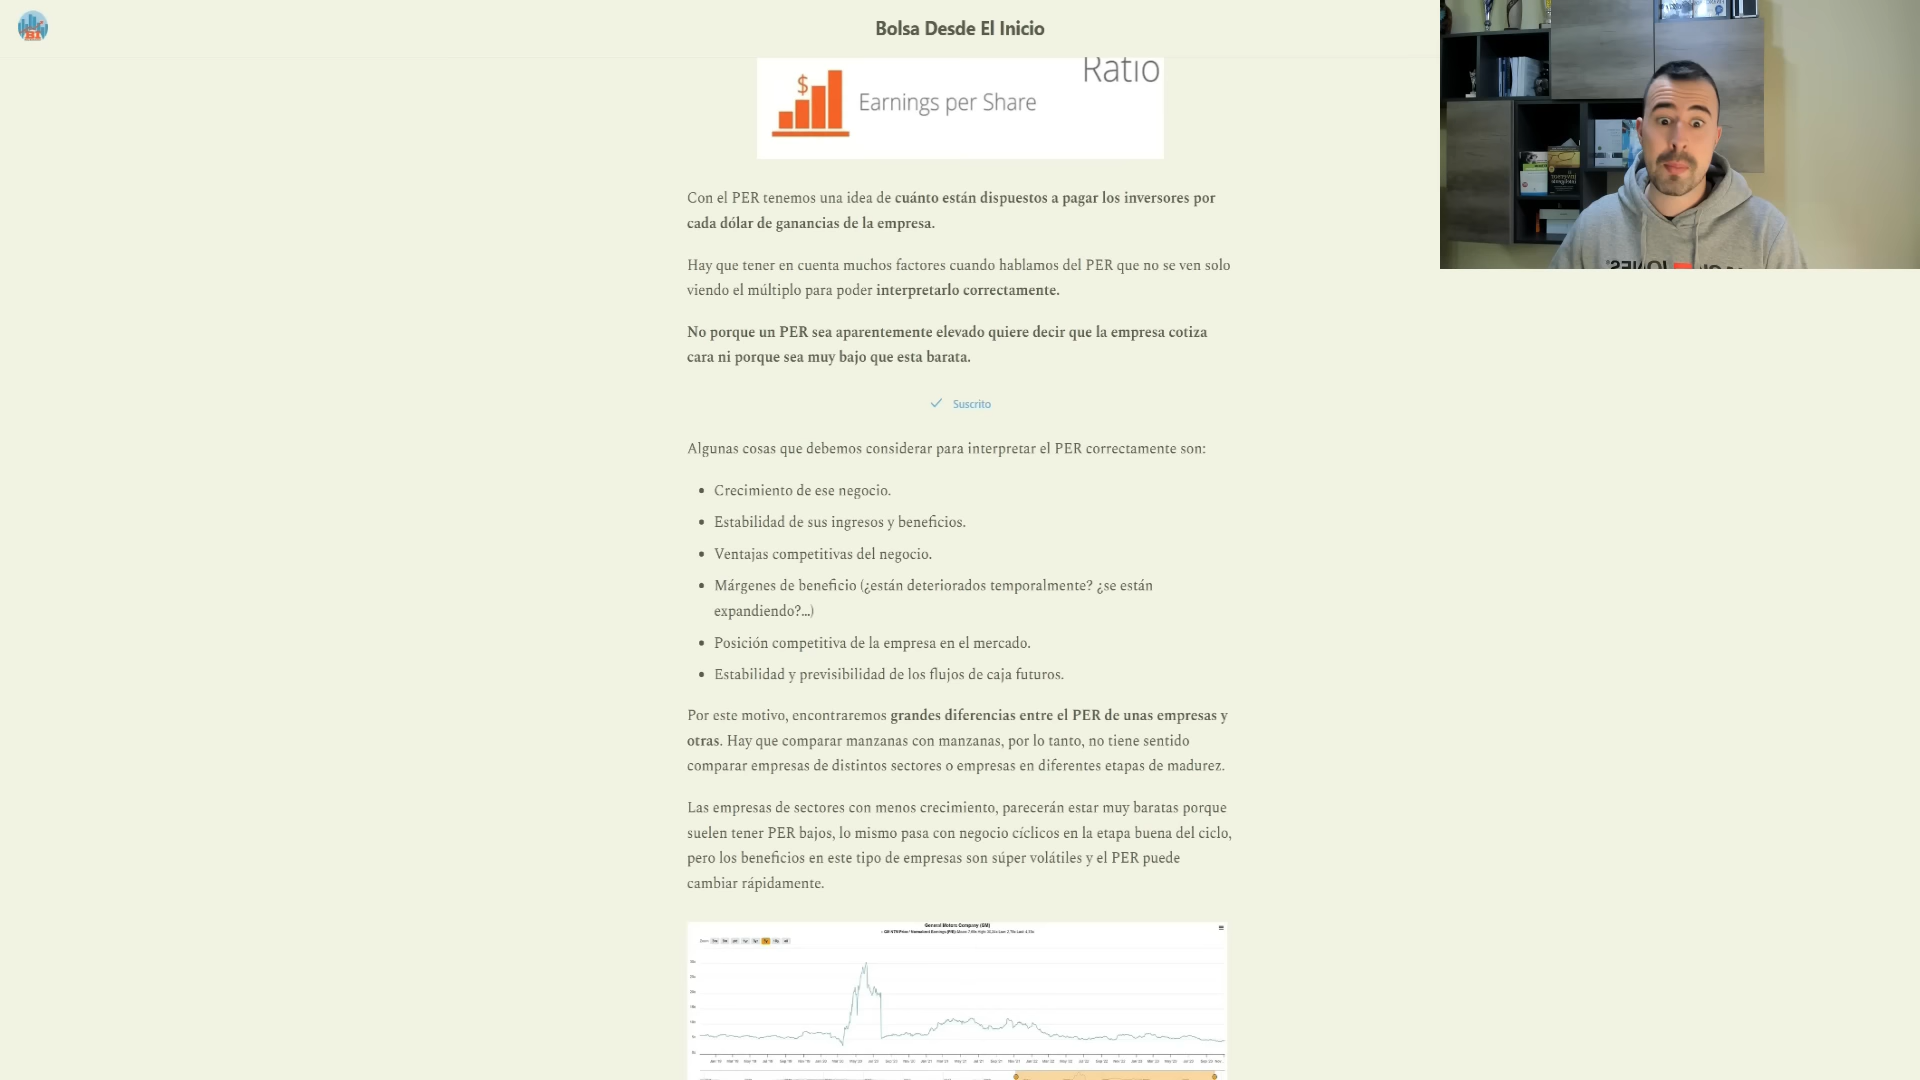 Bolsa Desde El Inicio
Ratio
$
Earnings per Share
Con el PER tenemos una idea de cuánto están dispuestos a pagar los inversores por
cada dólar de ganancias de la empresa.
Hay que tener en cuenta muchos factores cuando hablamos del PER que no se ven solo
viendo el múltiplo para poder interpretarlo correctamente.
No porque un PER sea aparentemente elevado quiere decir que la empresa cotiza
cara ni porque sea muy bajo que esta barata.
Suscrito
Algunas cosas que debemos considerar para interpretar el PER correctamente son:
• Crecimiento de ese negocio.
• Estabilidad de sus ingresos y beneficios.
• Ventajas competitivas del negocio.
• Márgenes de beneficio (¿están deteriorados temporalmente? ¿se están
expandiendo?...)
• Posición competitiva de la empresa en el mercado.
• Estabilidad y previsibilidad de los flujos de caja futuros.
Por este motivo, encontraremos grandes diferencias entre el PER de unas empresas y
otras. Hay que comparar manzanas con manzanas, por lo tanto, no tiene sentido
comparar empresas de distintos sectores o empresas en diferentes etapas de madurez.
Las empresas de sectores con menos crecimiento, parecerán estar muy baratas porque
suelen tener PER bajos, lo mismo pasa con negocio cíclicos en la etapa buena del ciclo,
pero los beneficios en este tipo de empresas son súper volátiles y el PER puede
cambiar rápidamente.
General Motors Company (GM)